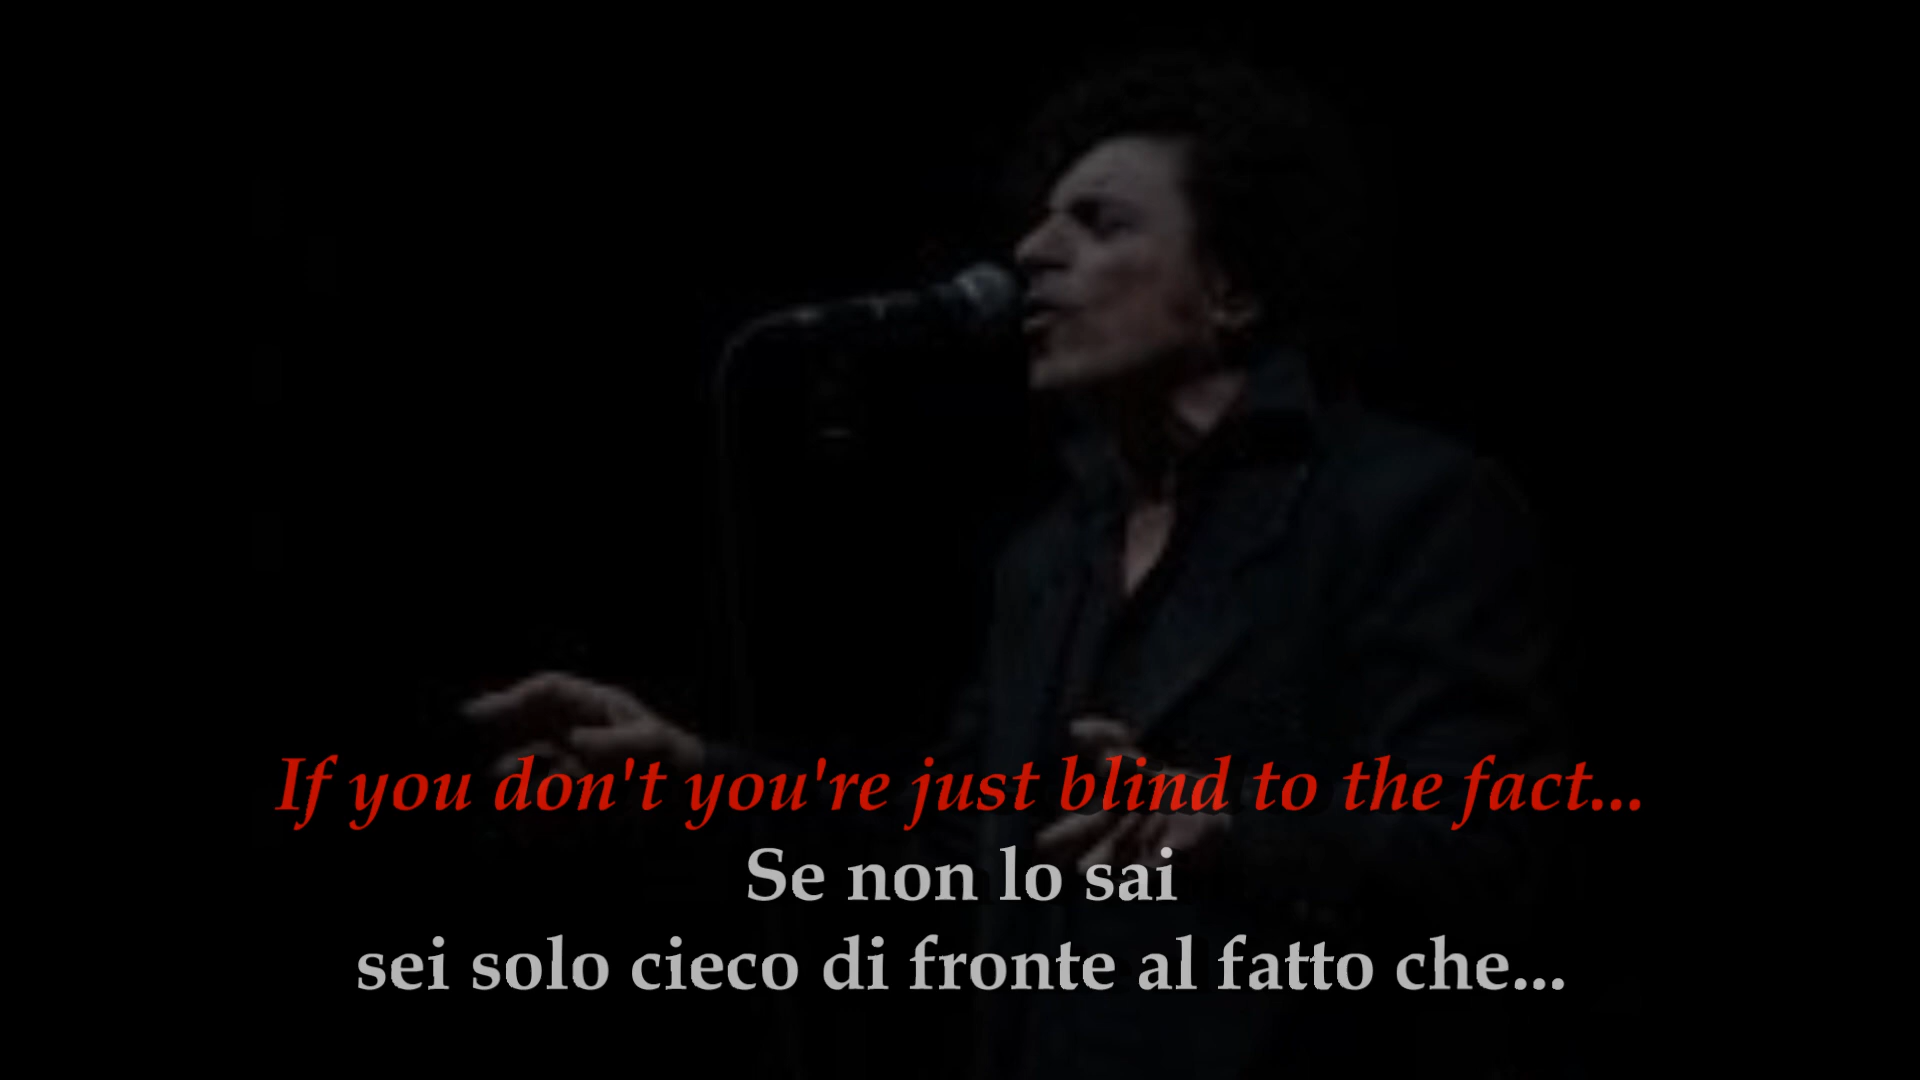 If you don't you're just blind to the fact...
Se non lo sai
sei solo cieco di fronte al fatto che...